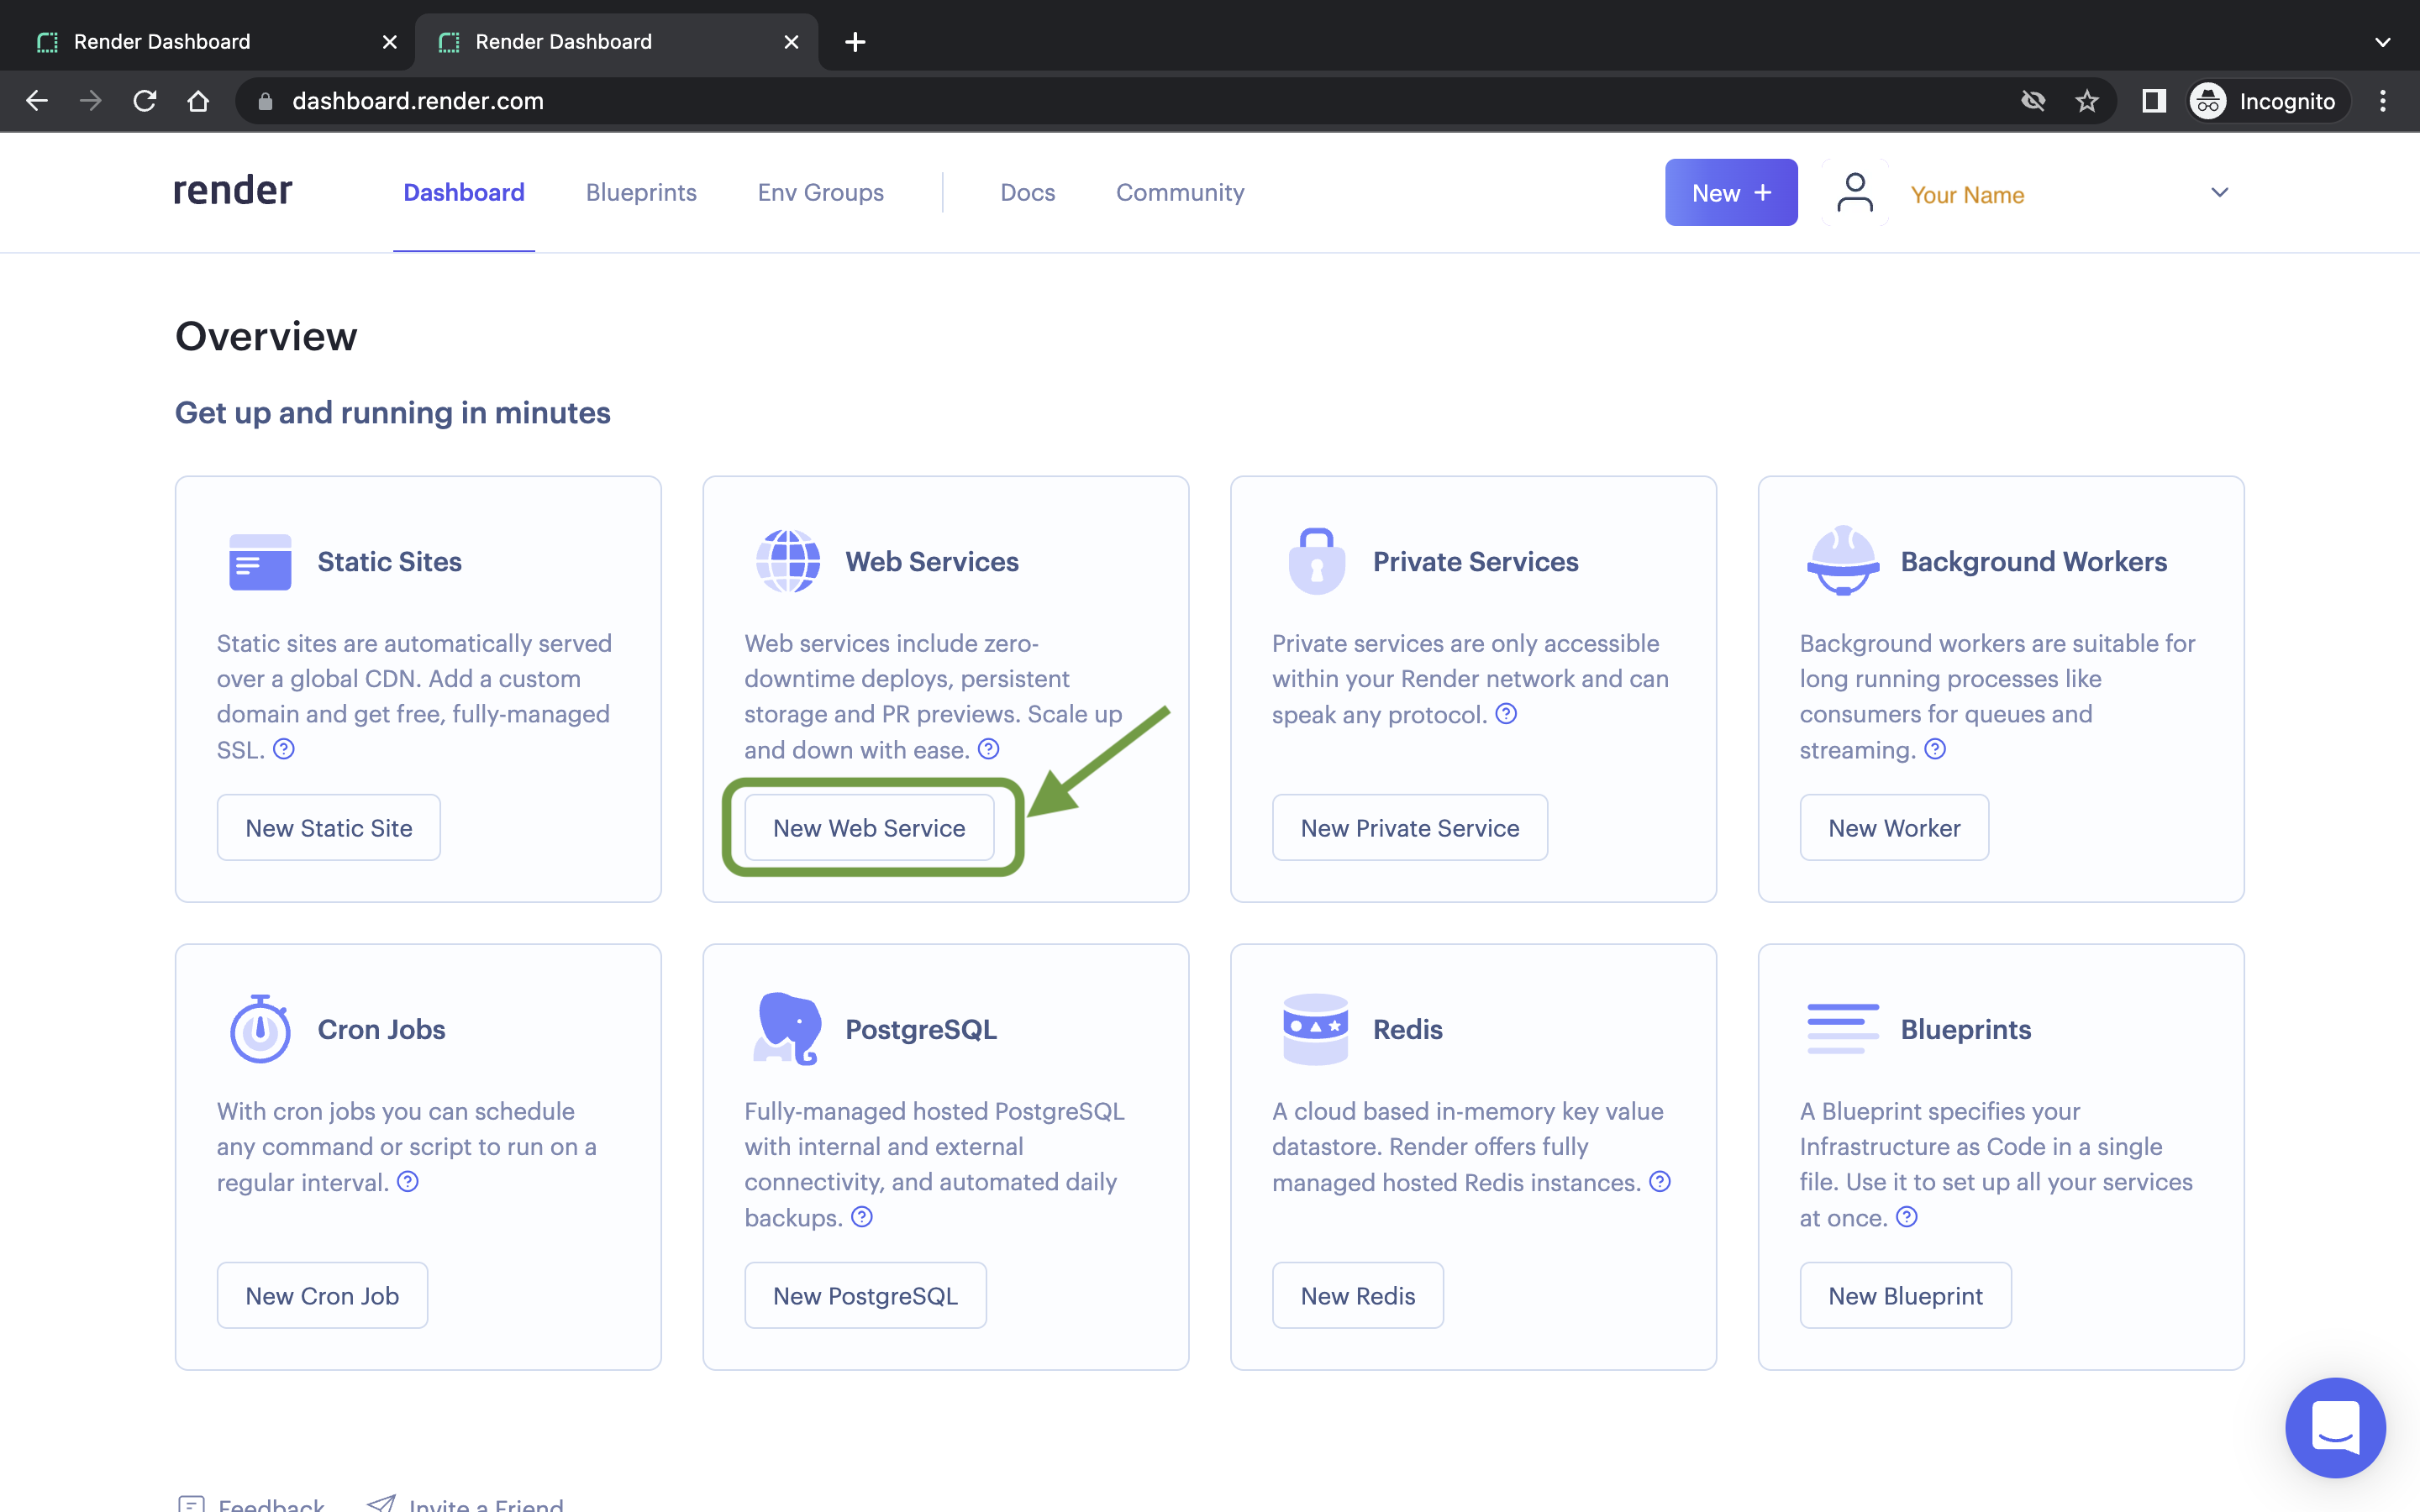 Render Dashboard
Render Dashboard
dashboard.render.com
Incognito
render
Dashboard
Blueprints
Env Groups
Docs
Community
New +
Your Name
Overview
Get up and running in minutes
Static Sites
Static sites are automatically served
over a global CDN. Add a custom
domain and get free, fully-managed
SSL.
New Static Site
Web Services
Web services include zero-
downtime deploys, persistent
storage and PR previews. Scale up
and down with ease.
New Web Service
Private Services
Private services are only accessible
within your Render network and can
speak any protocol.
New Private Service
Background Workers
Background workers are suitable for
long running processes like
consumers for queues and
streaming.
New Worker
Cron Jobs
With cron jobs you can schedule
any command or script to run on a
regular interval.
New Cron Job
PostgreSQL
Fully-managed hosted PostgreSQL
with internal and external
connectivity, and automated daily
backups.
New PostgreSQL
Redis
A cloud based in-memory key value
datastore. Render offers fully
managed hosted Redis instances.
New Redis
Blueprints
A Blueprint specifies your
Infrastructure as Code in a single
file. Use it to set up all your services
at once.
New Blueprint
Feedback
Invite a Friend